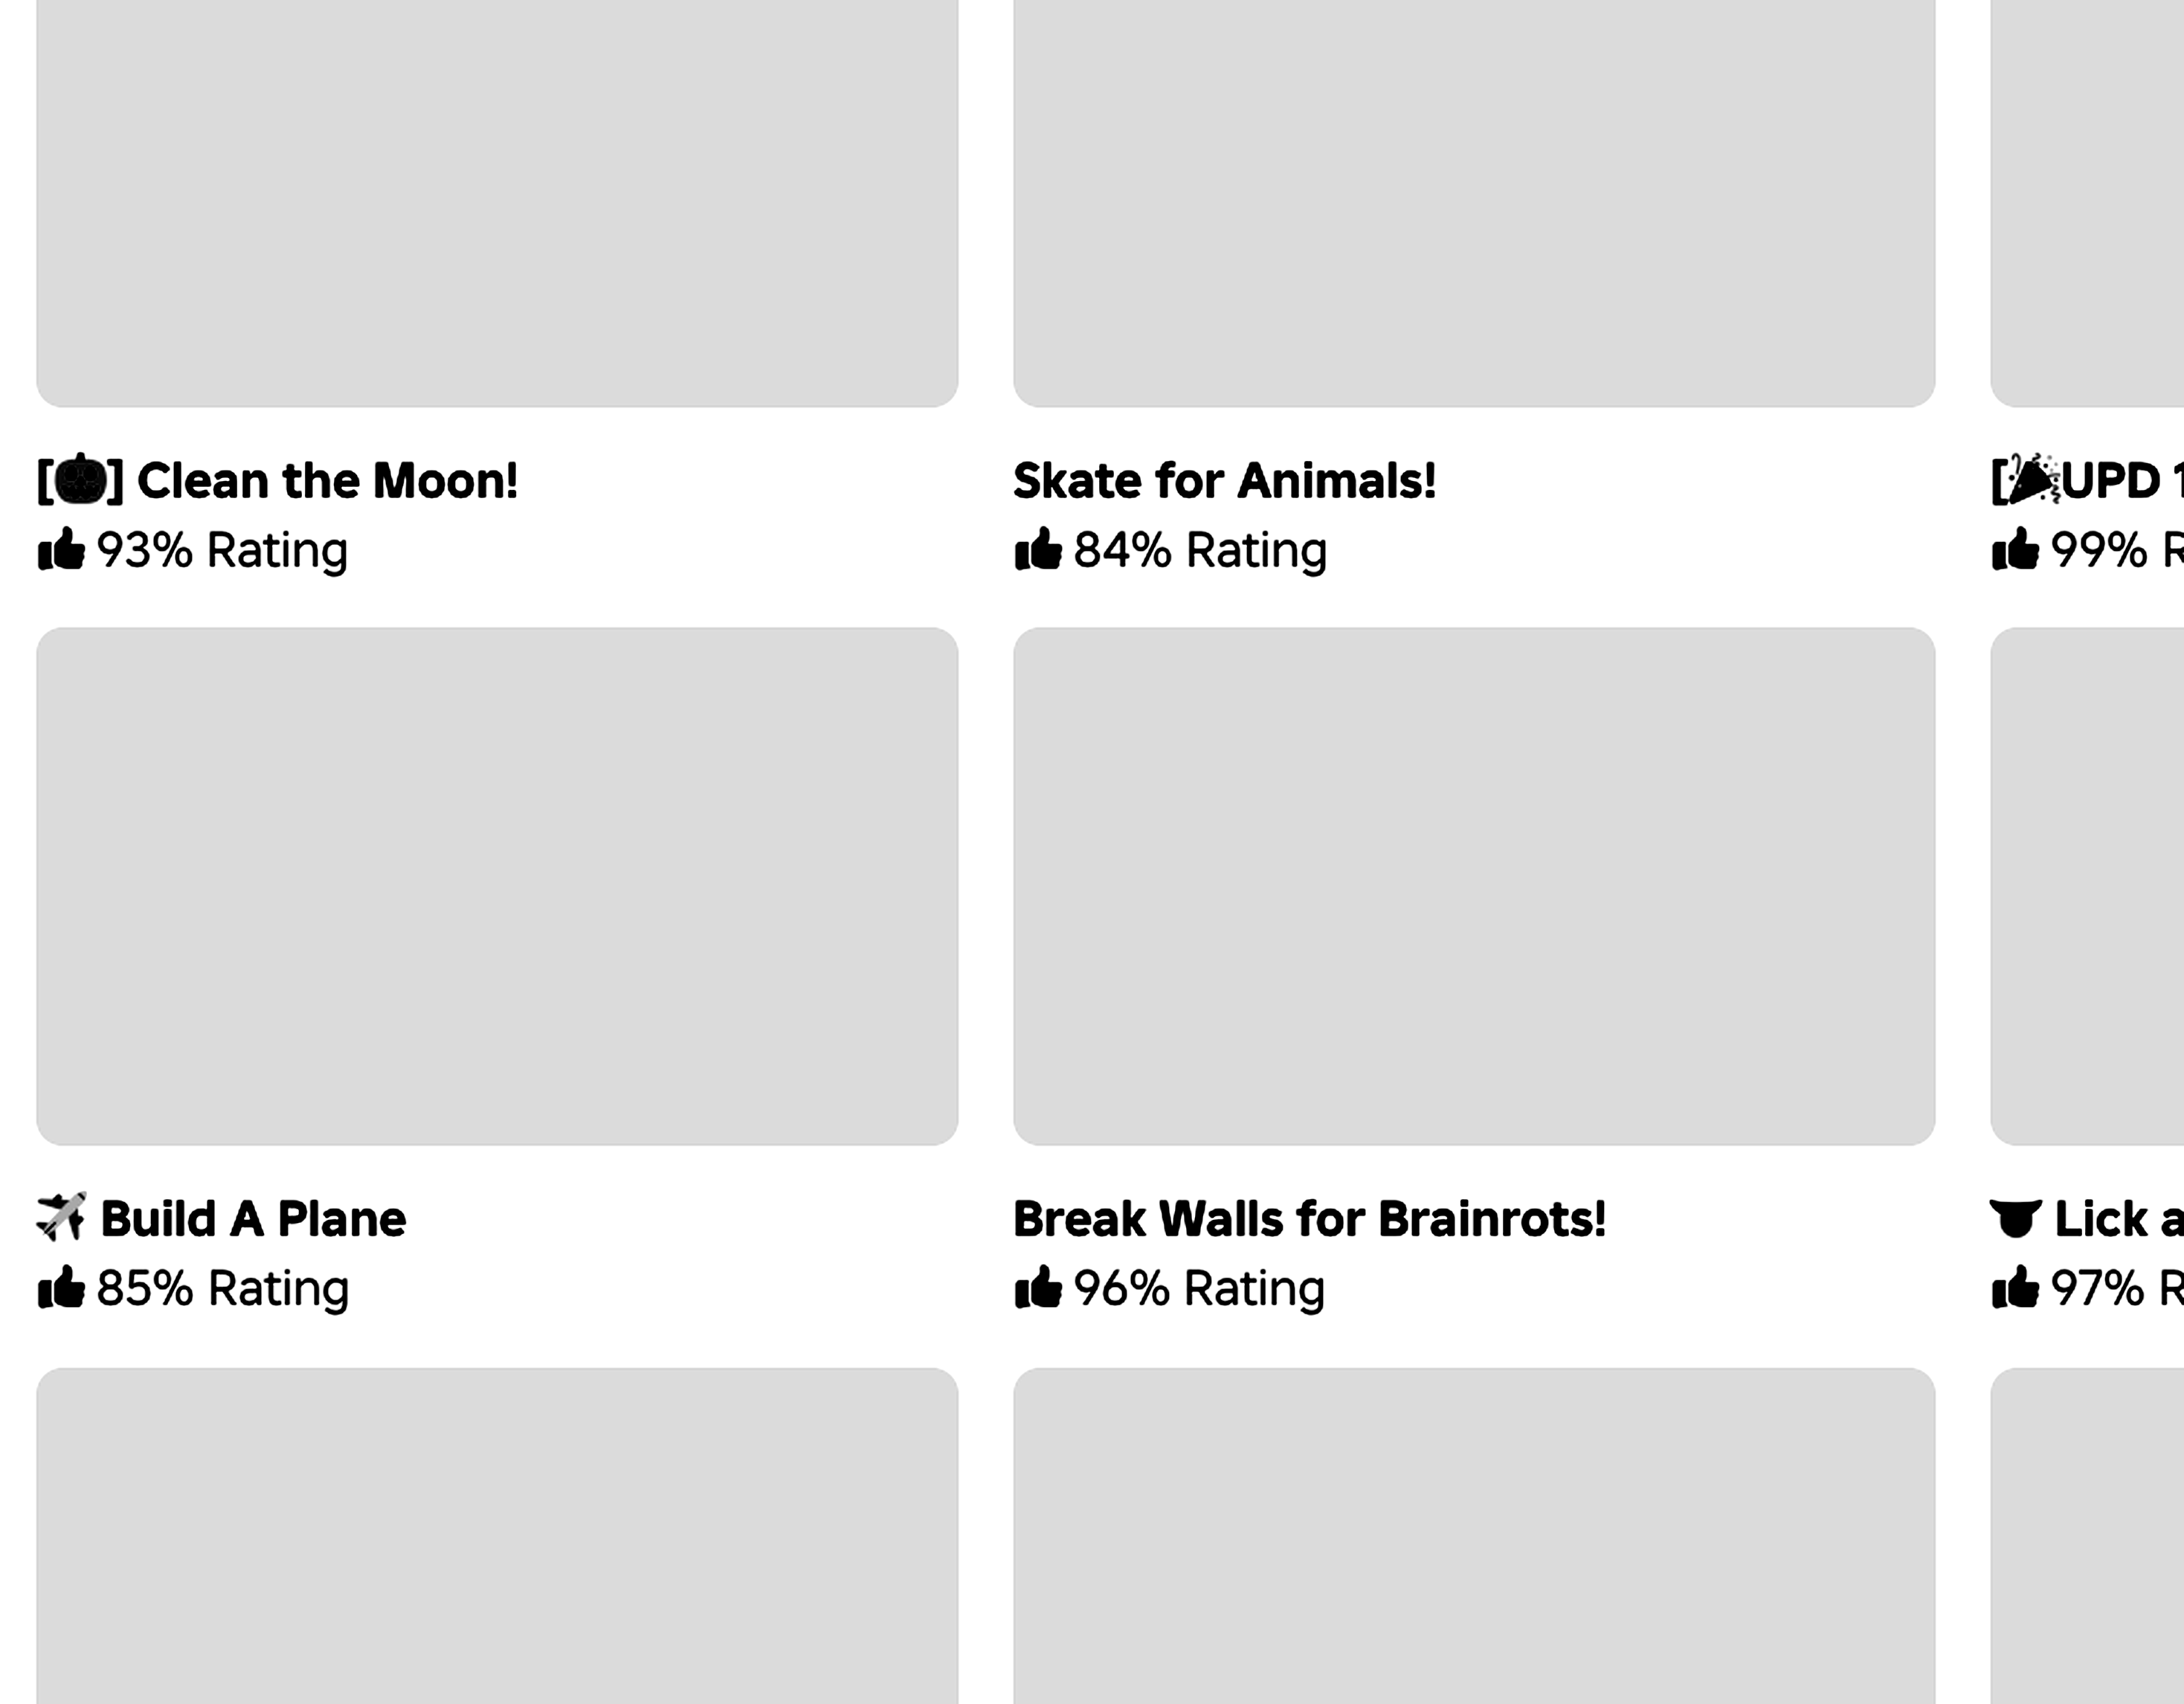 [🎃] Clean the Moon!
👍 93% Rating
Skate for Animals!
👍 84% Rating
[🎉UPD
👍 99%
✈️ Build A Plane
👍 85% Rating
Break Walls for Brainrots!
👍 96% Rating
👅 Lick
👍 97%